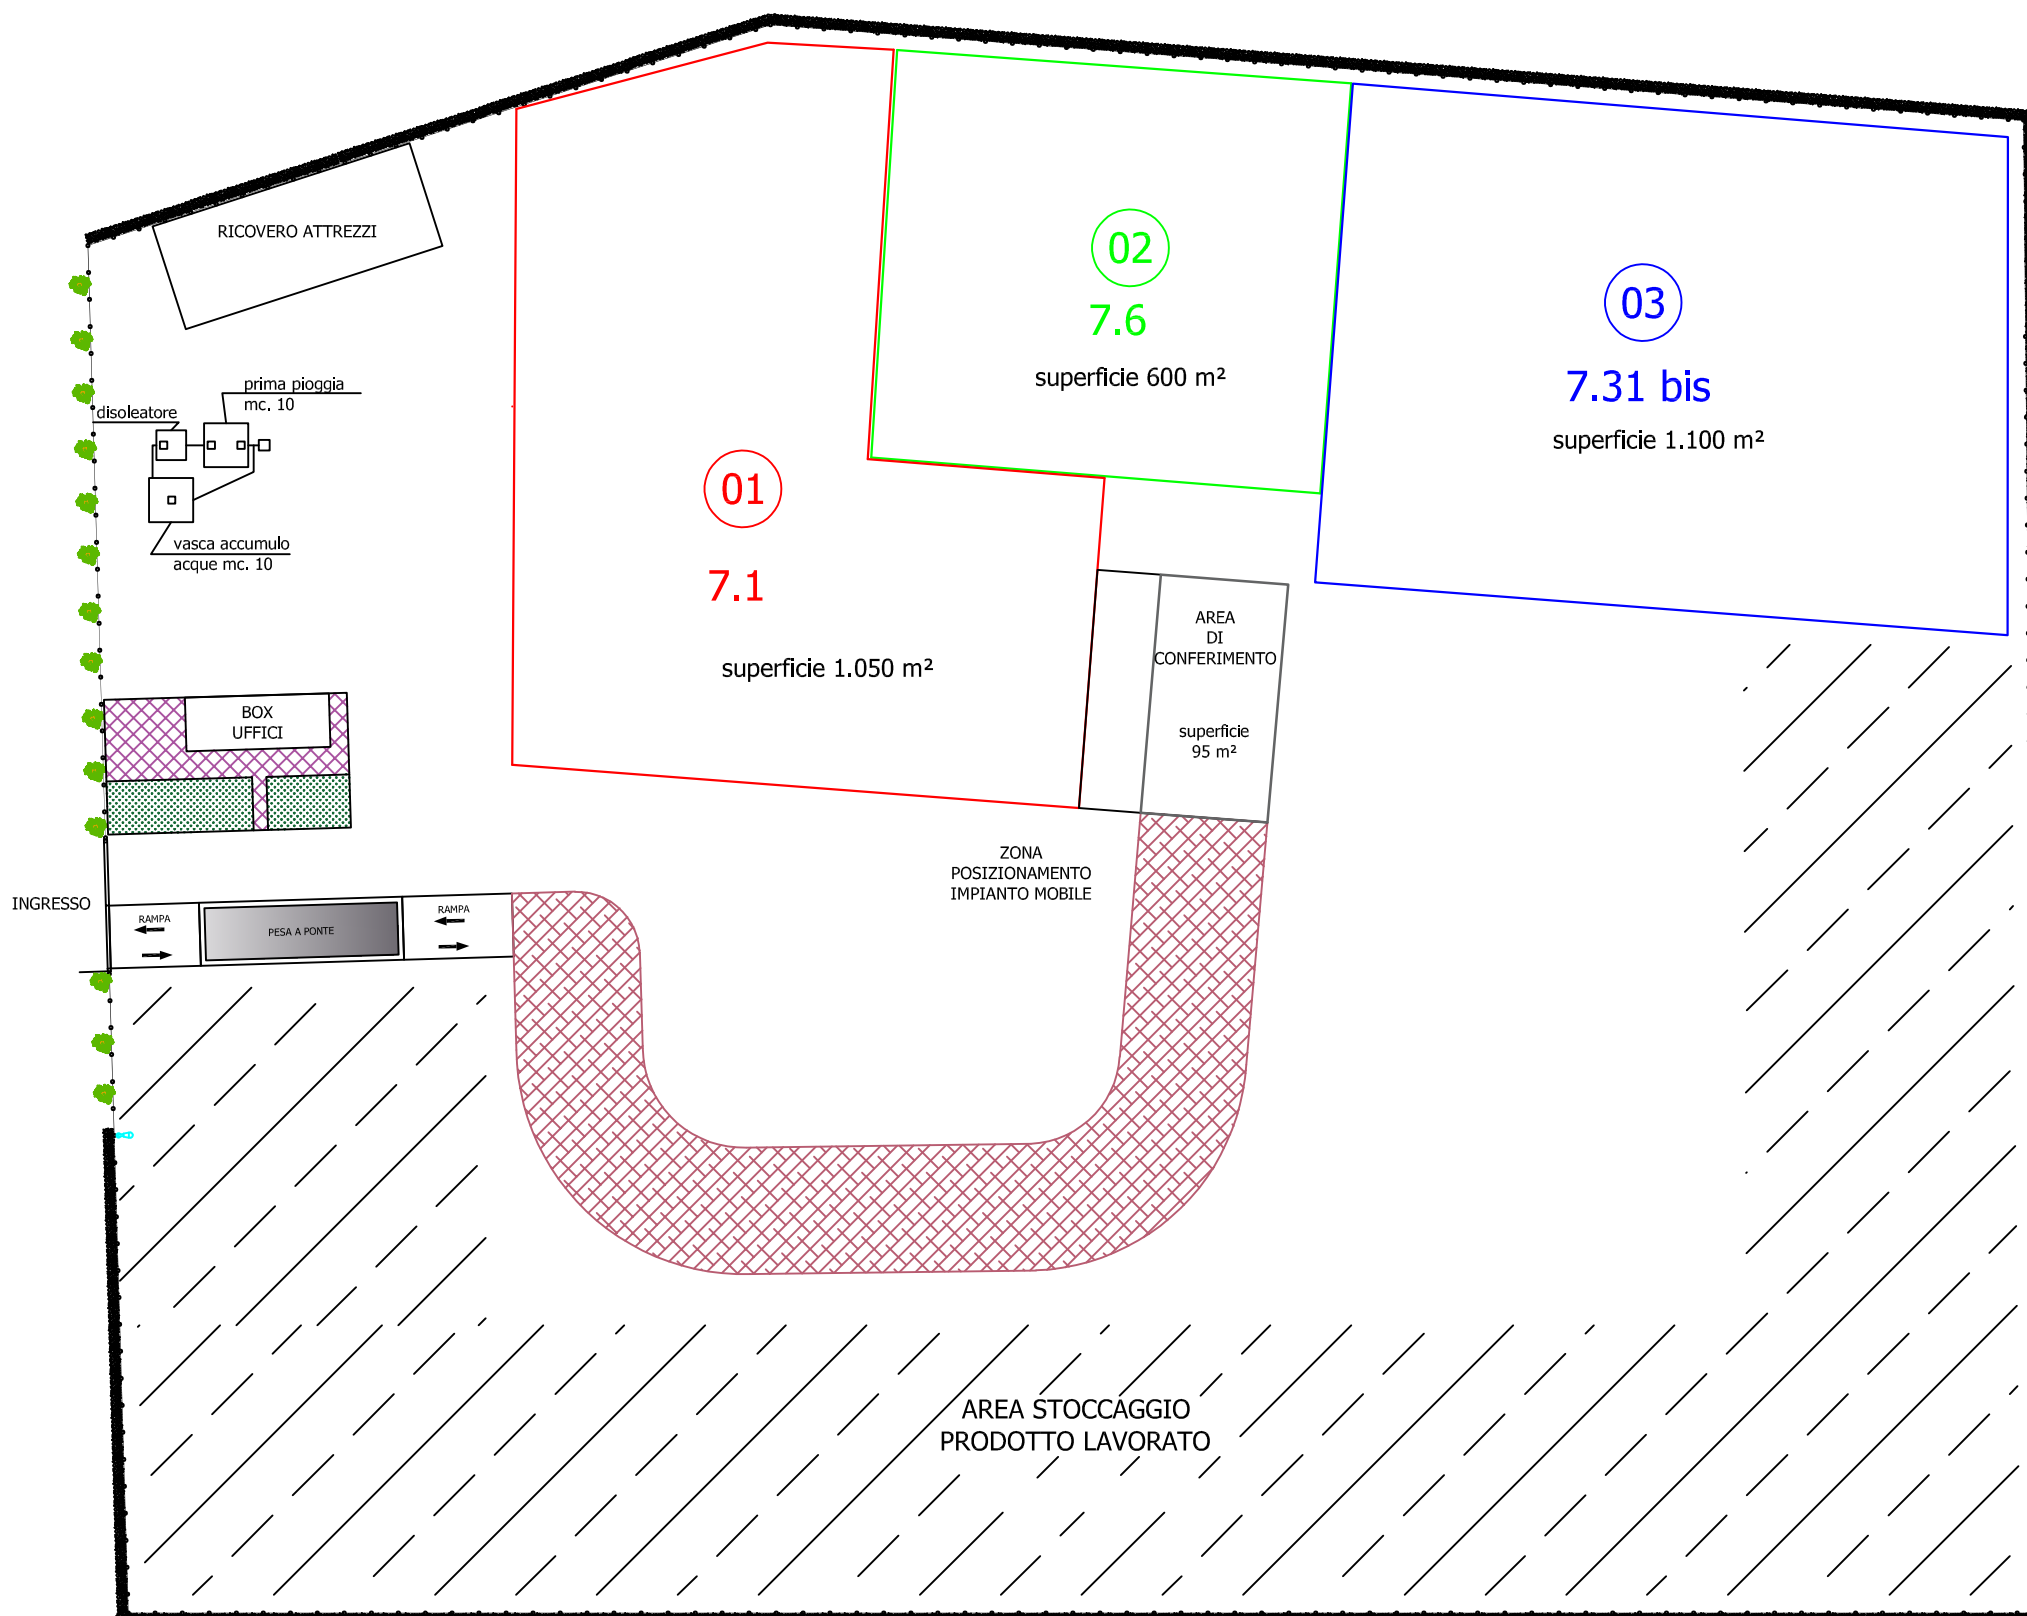 RICOVERO ATTREZZI
02
7.6
superficie 600 m²
03
7.31 bis
superficie 1.100 m²
prima pioggia
mc. 10
disoleatore
vasca accumulo
acque mc. 10
01
7.1
superficie 1.050 m²
AREA
DI
CONFERIMENTO
superficie
95 m²
BOX
UFFICI
ZONA
POSIZIONAMENTO
IMPIANTO MOBILE
INGRESSO
RAMPA
PESA A PONTE
RAMPA
AREA STOCCAGGIO
PRODOTTO LAVORATO